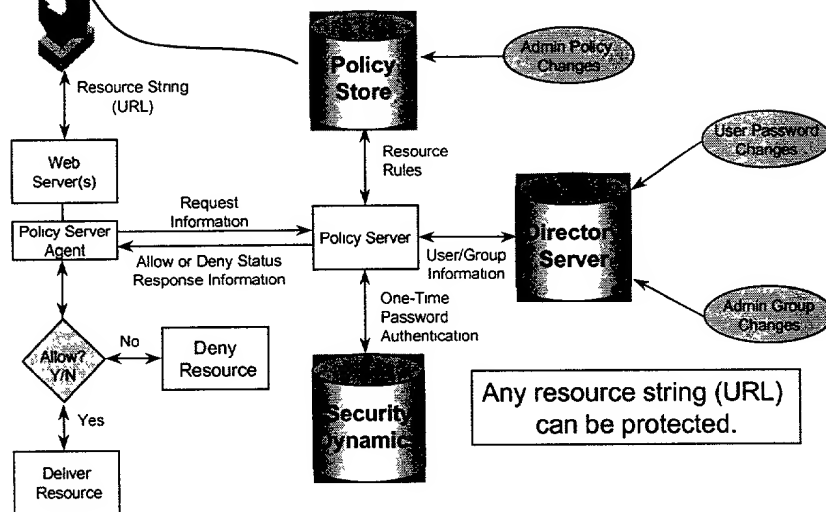 Policy
Store
Admin Policy
Changes
Resource String
(URL)
User Password
Changes
Web
Server(s)
Resource
Rules
Request
Information
Policy Server
Agent
Policy Server
Director
Server
Allow or Deny Status
Response Information
User/Group
Information
One-Time
Password
Authentication
Admin Group
Changes
Allow?
Y/N
No
Deny
Resource
Any resource string (URL)
can be protected.
Security
Dynamic
Yes
Deliver
Resource